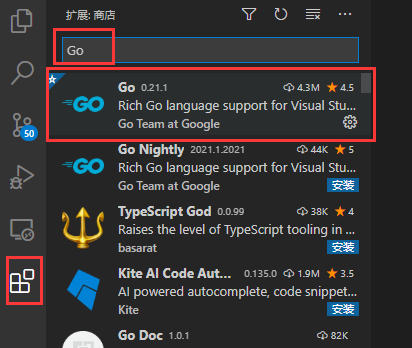 扩展: 商店
Go
Go 0.21.1 4.3M 4.5
GO Rich Go language support for Visual Stu...
Go Team at Google
50
Go Nightly 2021.1.2021 44K 5
GO Rich Go language support for Visual Stu...
Go Team at Google 安装
TypeScript God 0.0.99 38K 4
Raises the level of TypeScript tooling in ...
basarat 安装
Kite AI Code Aut... 0.135.0 1.9M 3.5
AI powered autocomplete, code snippet...
Kite 安装
Go Doc 1.0.1 82K